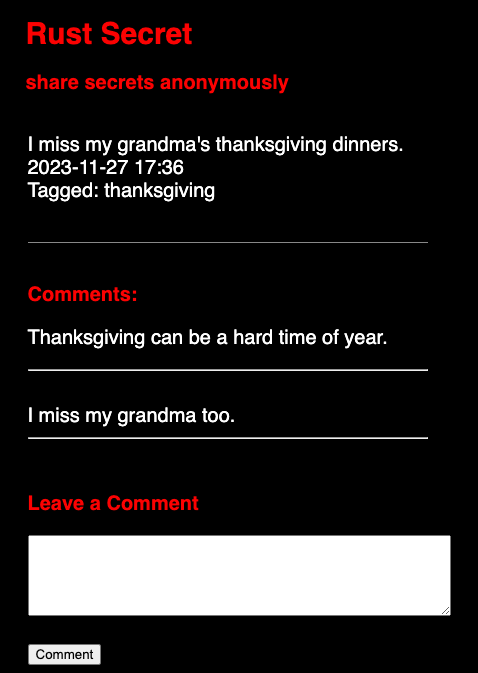 Rust Secret
share secrets anonymously
I miss my grandma's thanksgiving dinners.
2023-11-27 17:36
Tagged: thanksgiving
Comments:
Thanksgiving can be a hard time of year.
I miss my grandma too.
Leave a Comment
Comment